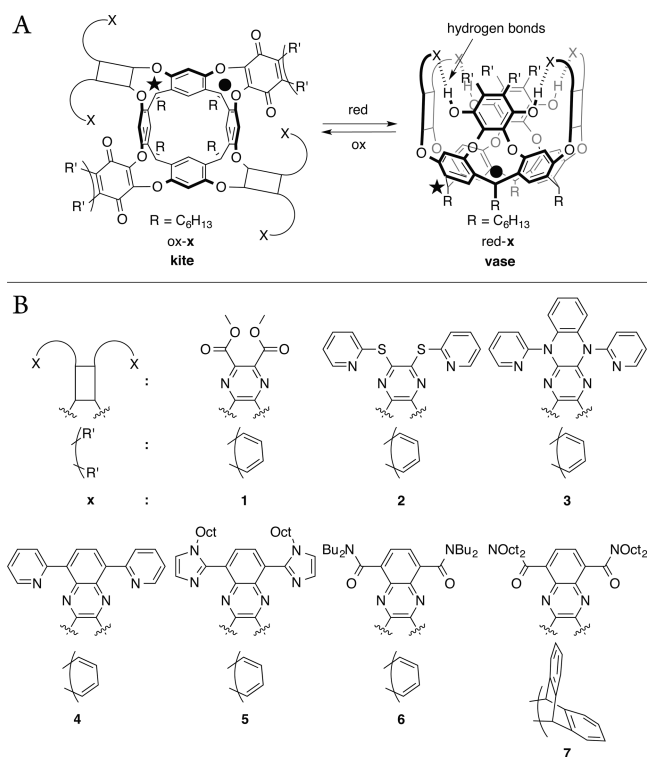 A
X
O
O
O
O
R'
R'
★
●
O
O
R
R
X
O
X
O
R
R
O
R'
R'
O
O
O
O
O
O
X
R = C6H13
ox-x
kite
red
ox
hydrogen bonds
X
X
X
X
R'
R'
R'
R'
H
H
H
H
O
O
O
O
O
O
O
O
O
O
O
O
★
●
R
R
R
R
R = C6H13
red-x
vase
B
X
X
:
O
O
O
O
N
N
N
S
S
N
N
N
N
N
N
N
N
N
R'
R'
:
x
:
1
2
3
N
N
N
N
Oct
Oct
N
N
N
N
N
N
Bu2N
NBu2
O
O
N
N
NOct2
NOct2
O
O
N
N
4
5
6
7